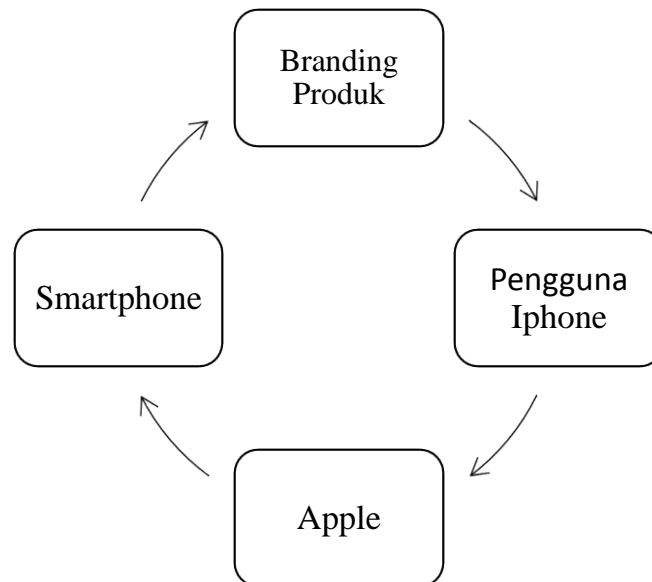 Branding
Produk
Smartphone
Pengguna
Iphone
Apple